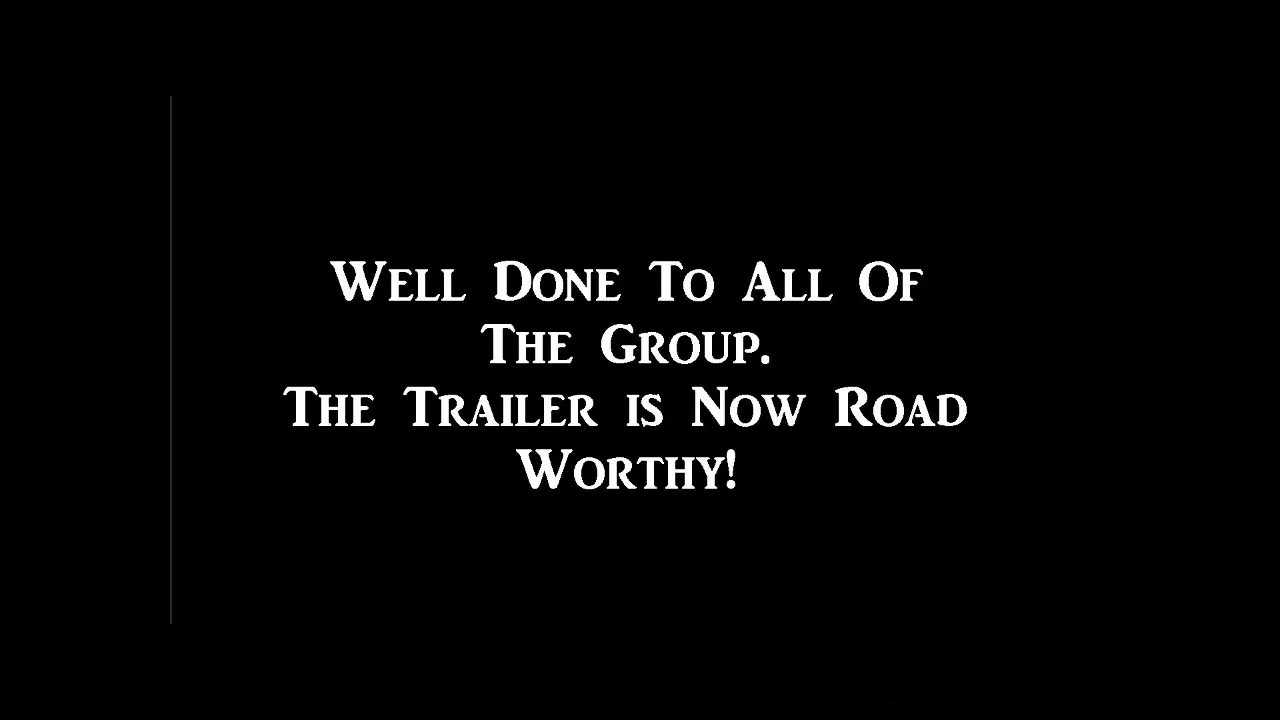 Well Done To All Of
The Group.
The Trailer is Now Road
Worthy!